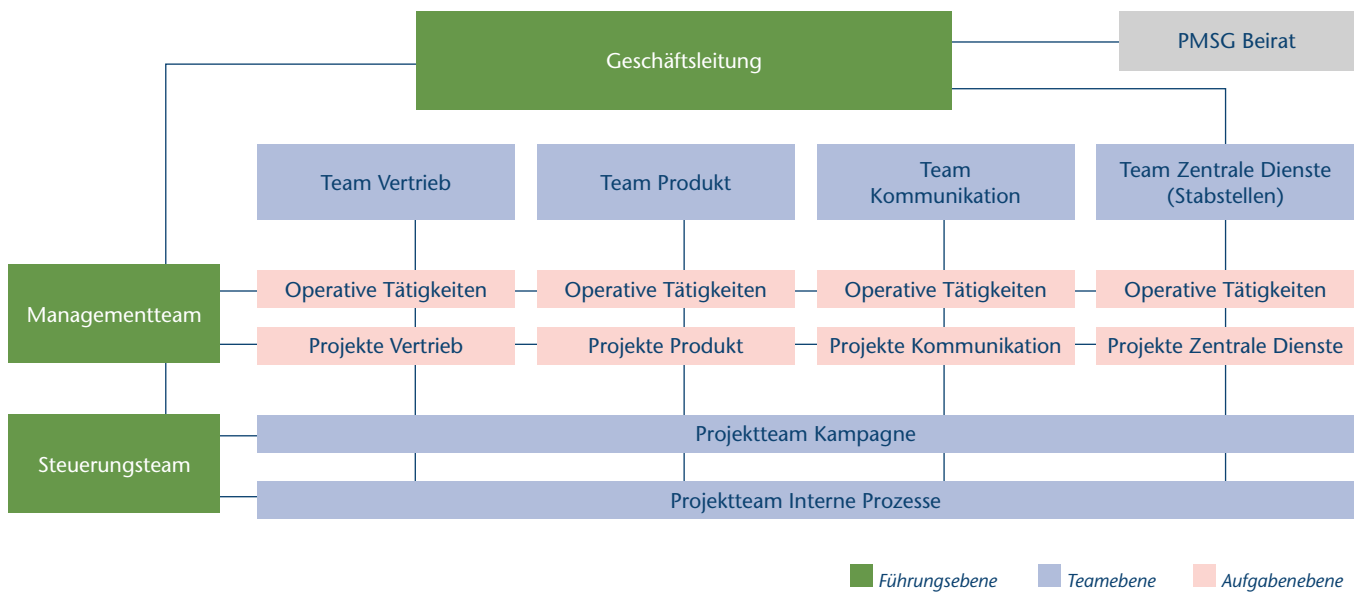 Geschäftsleitung
PMSG Beirat
Team Vertrieb
Team Produkt
Team
Kommunikation
Team Zentrale Dienste
(Stabstellen)
Managementteam
Operative Tätigkeiten
Operative Tätigkeiten
Operative Tätigkeiten
Operative Tätigkeiten
Projekte Vertrieb
Projekte Produkt
Projekte Kommunikation
Projekte Zentrale Dienste
Steuerungsteam
Projektteam Kampagne
Projektteam Interne Prozesse
Führungsebene
Teamebene
Aufgabenebene